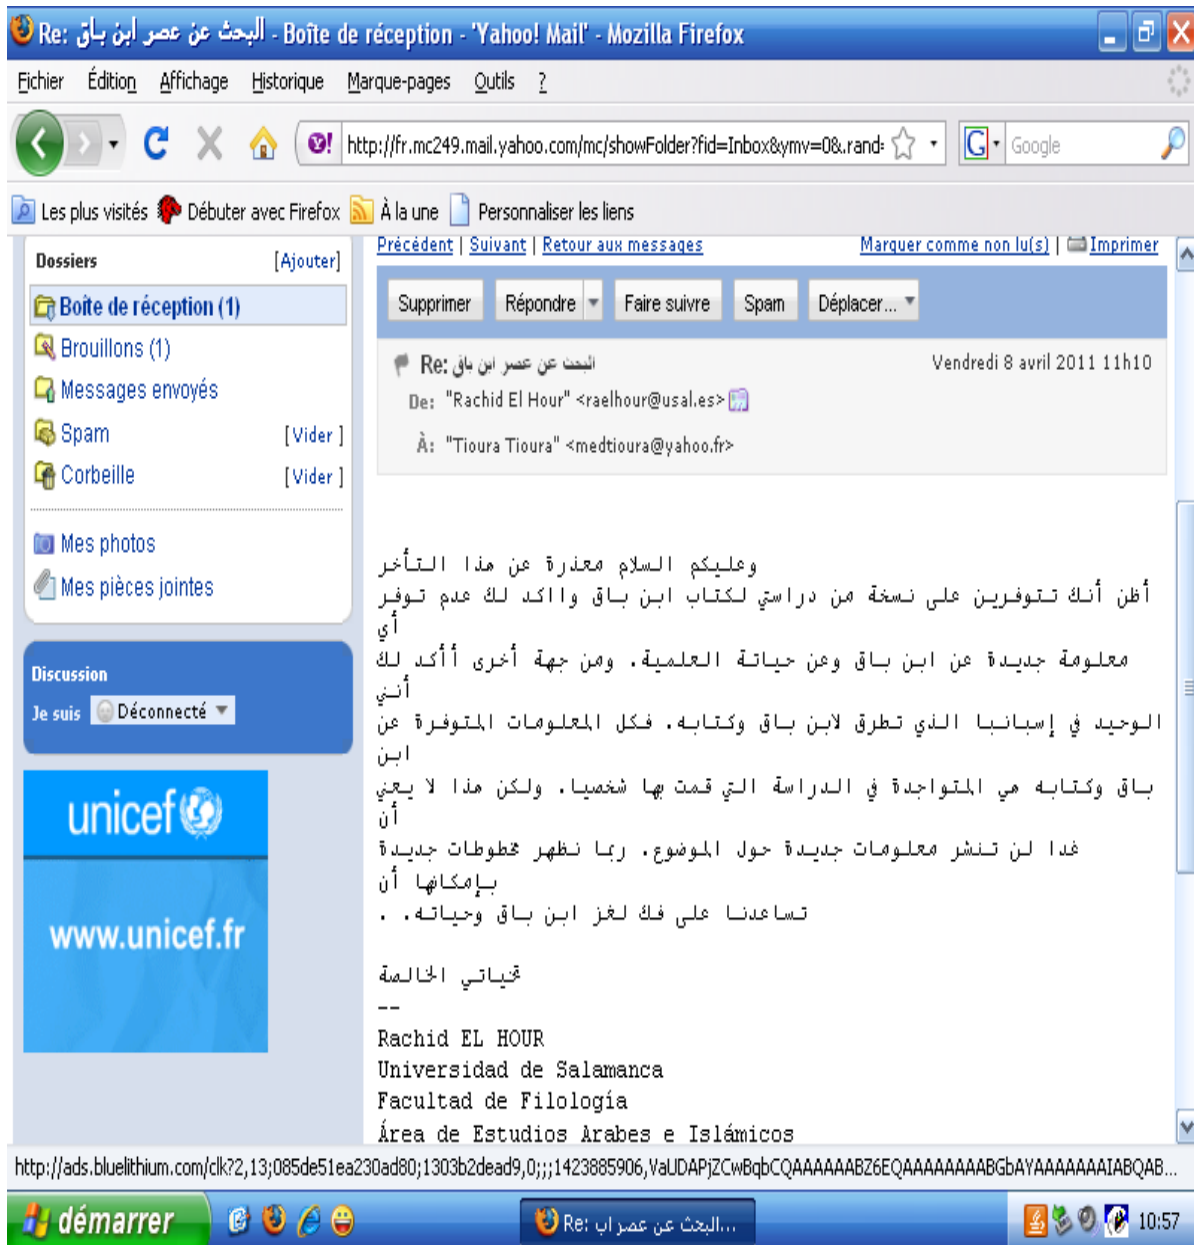 Re: البحث عن عصر ابن باق - Boîte de réception - 'Yahoo! Mail' - Mozilla Firefox
Fichier Édition Affichage Historique Marque-pages Outils ?
http://fr.mc249.mail.yahoo.com/mc/showFolder?fid=Inbox&ymv=0&.rand= Google
Les plus visités Débuter avec Firefox À la une Personnaliser les liens
Dossiers [Ajouter]
Boîte de réception (1)
Brouillons (1)
Messages envoyés
Spam [Vider]
Corbeille [Vider]
Mes photos
Mes pièces jointes
Discussion
Je suis Déconnecté
unicef
www.unicef.fr
Précédent | Suivant | Retour aux messages Marquer comme non lu(s) | Imprimer
Supprimer Répondre Faire suivre Spam Déplacer...
Re: البحث عن عصر ابن باق Vendredi 8 avril 2011 11h10
De: "Rachid El Hour" <raelhour@usal.es>
À: "Tioura Tioura" <medtioura@yahoo.fr>
وعليكم السلام معذرة عن هذا التأخر
أظن أنك تتوفرين على نسخة من دراستي لكتاب ابن باق وااكد لك عدم توفر
أي
معلومة جديدة عن ابن باق وعن حياتة العلمية. ومن جهة أخرى أأكد لك
أنني
الوحيد في إسبانيا الذي تطرق لابن باق وكتابه. فكل المعلومات المتوفرة عن
ابن
باق وكتابه هي المتواجدة في الدراسة التي قمت بها شخصيا. ولكن هذا لا يعني
أن
غدا لن تنشر معلومات جديدة حول الموضوع. ربما نظهر مخطوطات جديدة
بإمكانها أن
تساعدنا على فك لغز ابن باق وحياته. .
تحياتي الخالصة
--
Rachid EL HOUR
Universidad de Salamanca
Facultad de Filología
Área de Estudios Arabes e Islámicos
http://ads.bluelithium.com/clk?2,13;085de51ea230ad80;1303b2dead9,0;;;1423885906,VaUDAPjZCwBqbCQAAAAAABZ6EQAAAAAAABGbAYAAAAAAAIABQAB...
démarrer Re: البحث عن عصر اب... 10:57